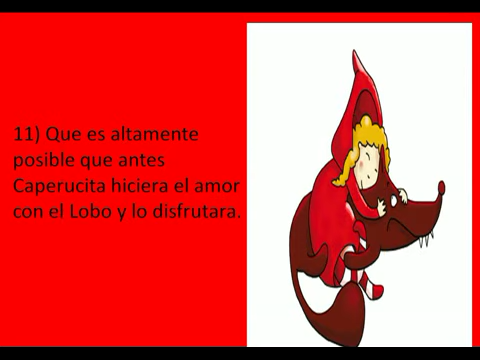 11) Que es altamente
posible que antes
Caperucita hiciera el amor
con el Lobo y lo disfrutara.